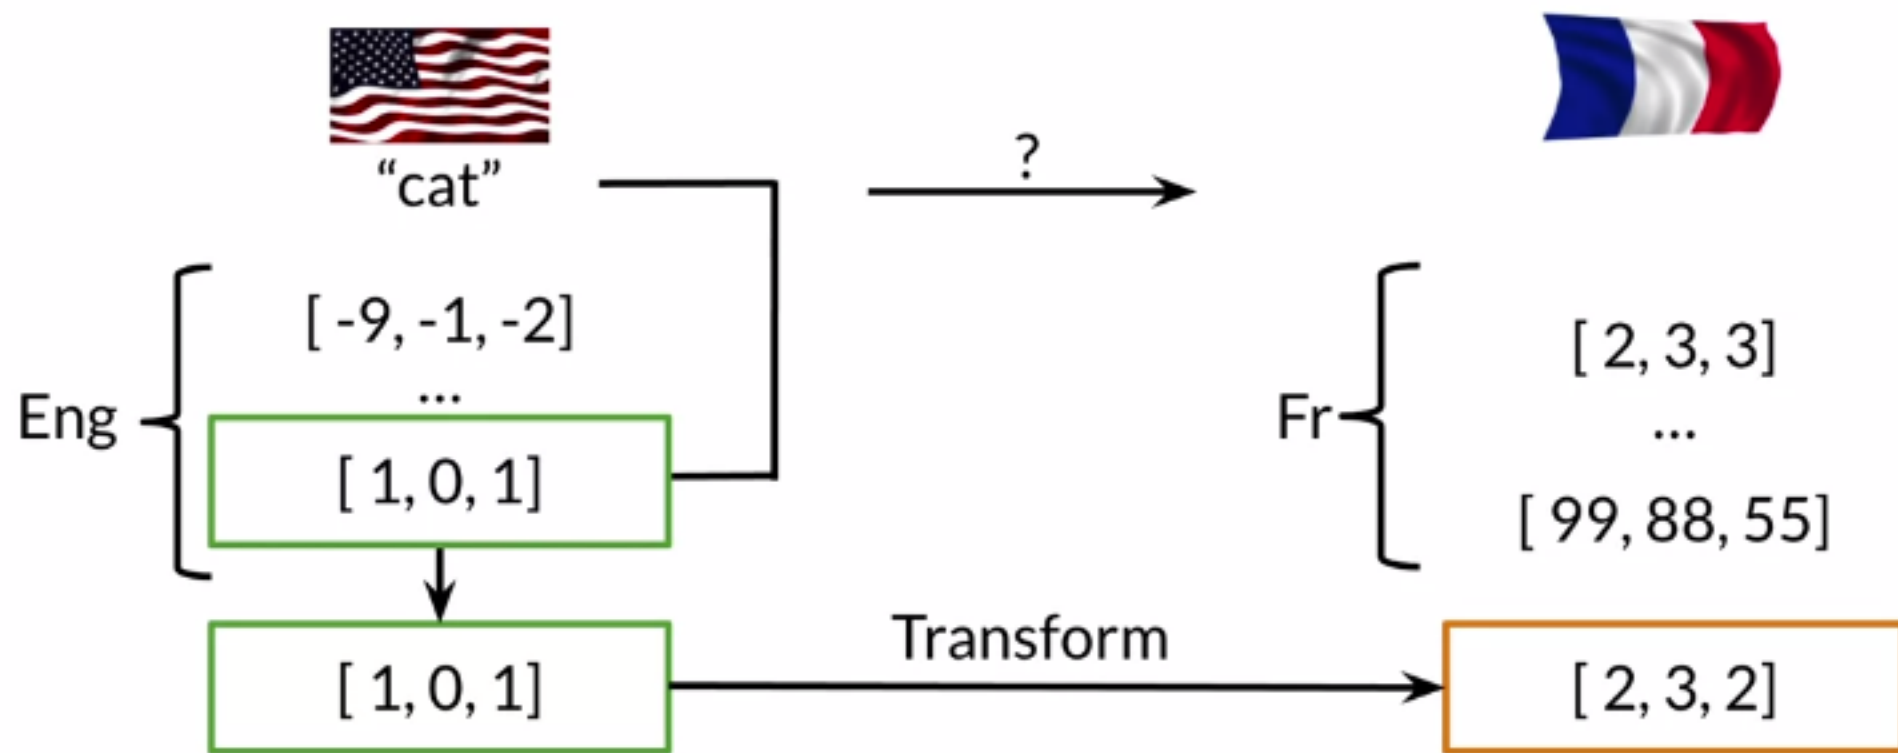 “cat”
?
Eng
[ -9, -1, -2]
...
[ 1, 0, 1]
Fr
[ 2, 3, 3]
...
[ 99, 88, 55]
[ 1, 0, 1]
Transform
[ 2, 3, 2]